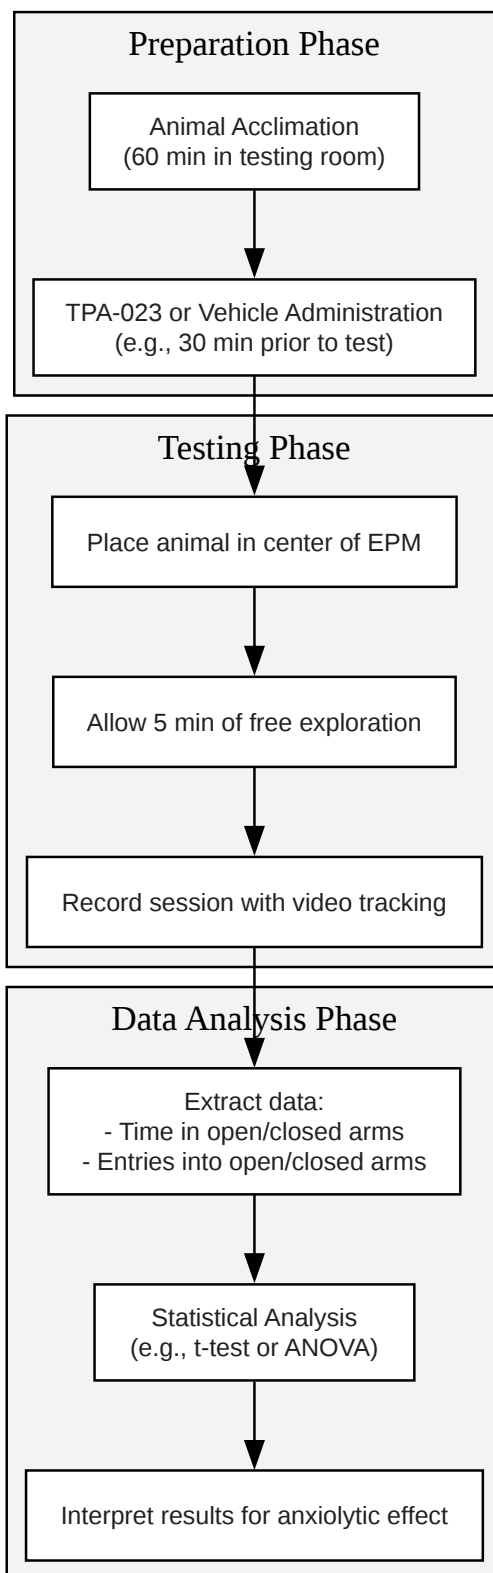 Preparation Phase
Animal Acclimation
(60 min in testing room)
TPA-023 or Vehicle Administration
(e.g., 30 min prior to test)
Testing Phase
Place animal in center of EPM
Allow 5 min of free exploration
Record session with video tracking
Data Analysis Phase
Extract data:
- Time in open/closed arms
- Entries into open/closed arms
Statistical Analysis
(e.g., t-test or ANOVA)
Interpret results for anxiolytic effect